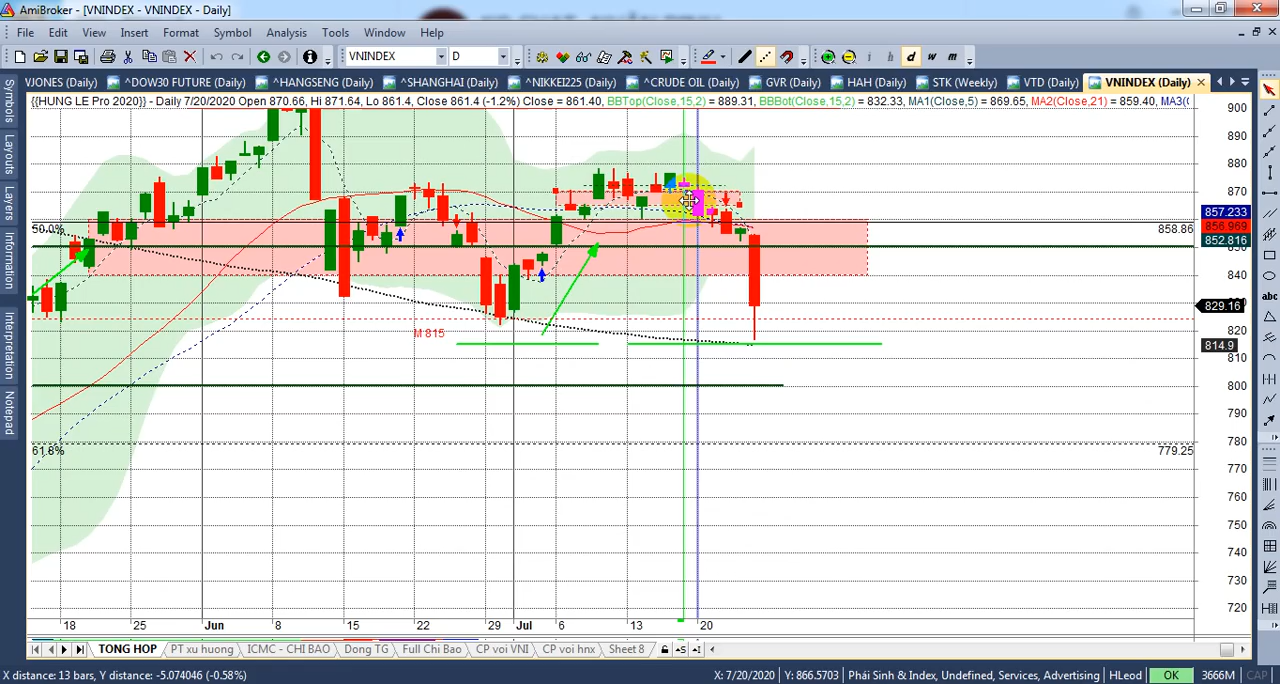 AmiBroker - [VNINDEX - VNINDEX - Daily]
File Edit View Insert Format Symbol Analysis Tools Window Help
VNINDEX D
d w m
VJONES (Daily) ^DOW30 FUTURE (Daily) ^HANGSENG (Daily) ^SHANGHAI (Daily) ^NIKKEI225 (Daily) ^CRUDE OIL (Daily) GVR (Daily) HAH (Daily) STK (Weekly) VTD (Daily) VNINDEX (Daily)
{{HUNG LE Pro 2020}} - Daily 7/20/2020 Open 870.66, Hi 871.64, Lo 861.4, Close 861.4 (-1.2%) Close = 861.40, BBTop(Close,15,2) = 889.31, BBBot(Close,15,2) = 832.33, MA1(Close,5) = 869.65, MA2(Close,21) = 859.40, MA3(
Symbols
Layouts
Layers
Information
Interpretation
Notepad
900
890
880
870
857.233
50.0% 858.86
856.969
852.816
840
829.16
820
M 815
814.9
810
800
790
780
61.8% 779.25
770
760
750
740
730
720
18 25 Jun 8 15 22 29 Jul 6 13 20
abc
TONG HOP PT xu huong ICMC - CHI BAO Dong TG Full Chi Bao CP voi VNI CP voi hnx Sheet 8
X distance: 13 bars, Y distance: -5.074046 (-0.58%) X: 7/20/2020 Y: 866.5703 Phái Sinh & Index, Undefined, Services, Advertising HLeod OK 3666M CAP